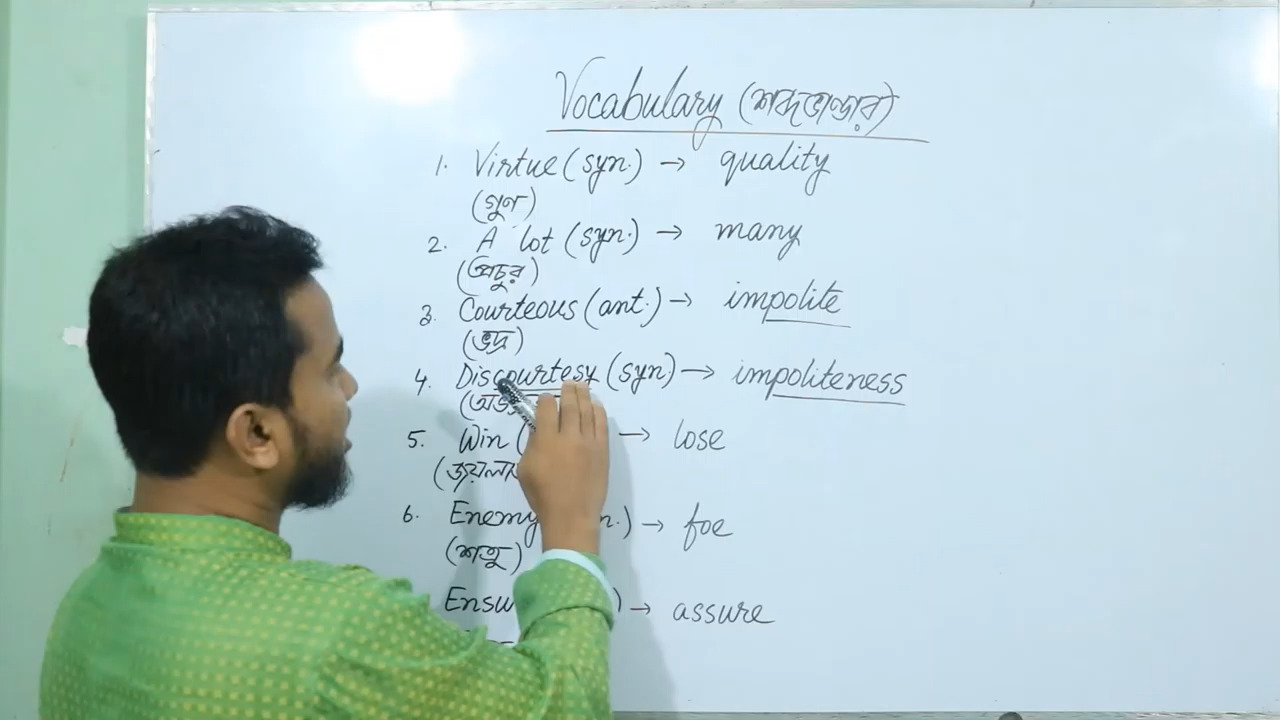 Vocabulary (শব্দভান্ডার)
1. Virtue (syn.) → quality
(গুণ)
2. A lot (syn.) → many
(প্রচুর)
3. Courteous (ant.) → impolite
(ভদ্র)
4. Discourtesy (syn) → impoliteness
5. Win → lose
6. Enemy → foe
(শত্রু)
→ assure